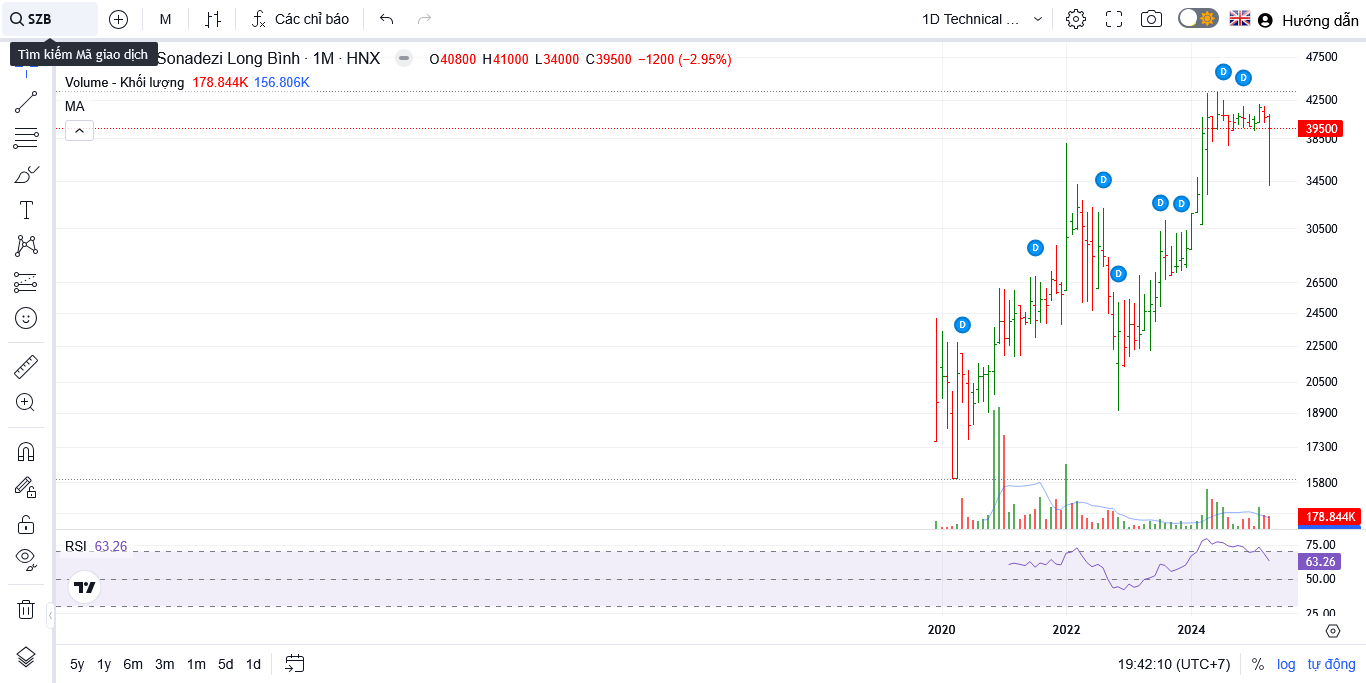 SZB
M
Các chỉ báo
1D Technical ...
Hướng dẫn
Tìm kiếm Mã giao dịch
Sonadezi Long Bình · 1M · HNX
O40800 H41000 L34000 C39500 −1200 (−2.95%)
Volume - Khối lượng 178.844K 156.806K
MA
D D
D
D D
D
D
D
47500
42500
39500
38500
34500
30500
26500
24500
22500
20500
18900
17300
15800
178.844K
RSI 63.26
75.00
63.26
50.00
25.00
2020 2022 2024
5y 1y 6m 3m 1m 5d 1d
19:42:10 (UTC+7) % log tự động